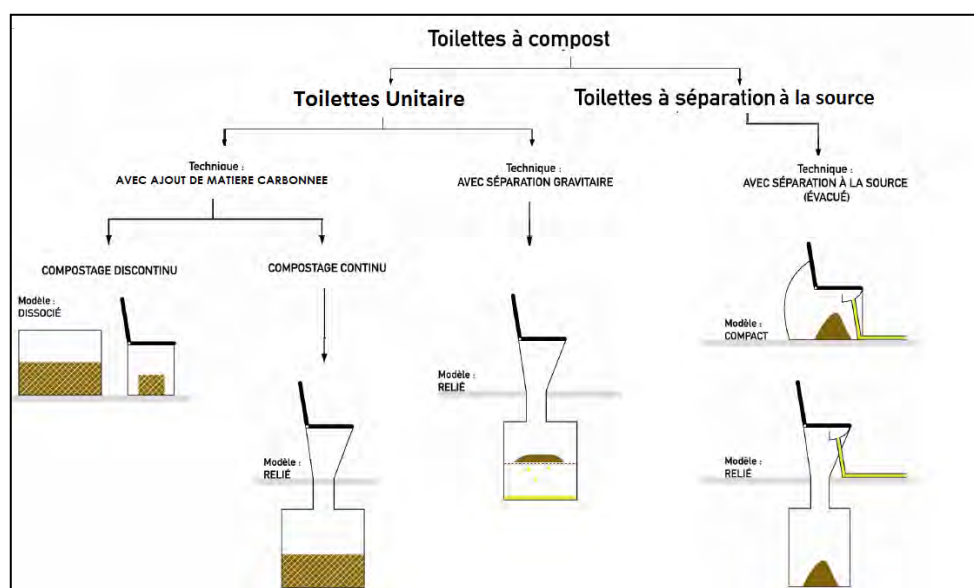 Toilettes à compost
Toilettes Unitaire
Toilettes à séparation à la source
Technique :
AVEC AJOUT DE MATIERE CARBONNEE
Technique :
AVEC SÉPARATION GRAVITAIRE
Technique :
AVEC SÉPARATION À LA SOURCE
(ÉVACUÉ)
COMPOSTAGE DISCONTINU
COMPOSTAGE CONTINU
Modèle :
DISSOCIÉ
Modèle :
COMPACT
Modèle :
RELIÉ
Modèle :
RELIÉ
Modèle :
RELIÉ